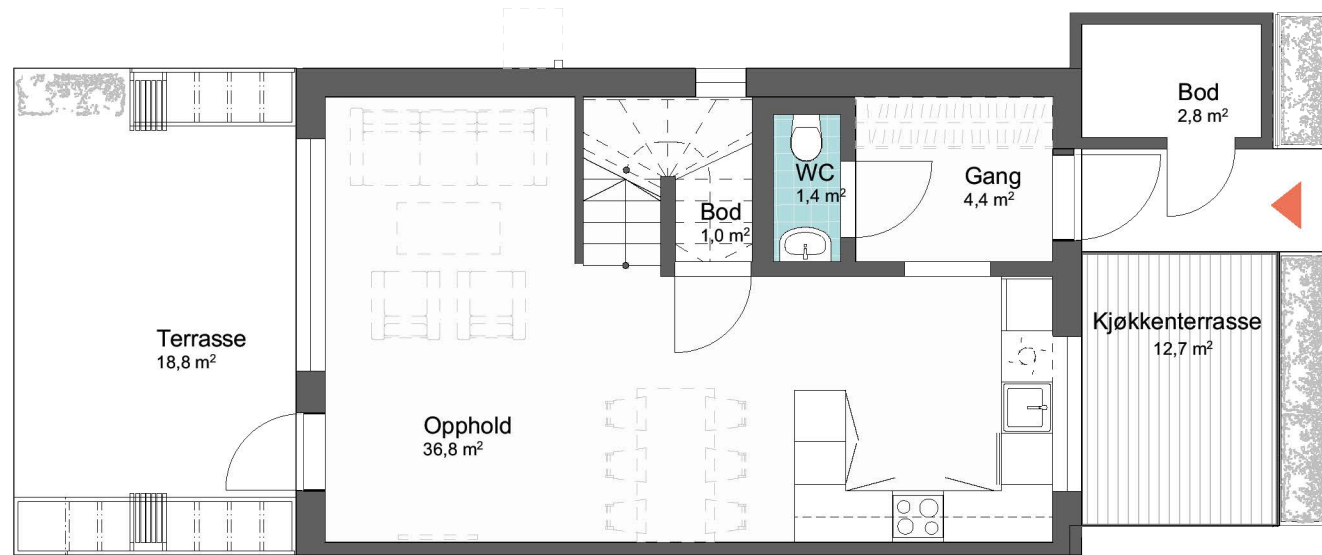 Bod
2,8 m²
WC
1,4 m²
Gang
4,4 m²
Bod
1,0 m²
Terrasse
18,8 m²
Kjøkkenterrasse
12,7 m²
Opphold
36,8 m²